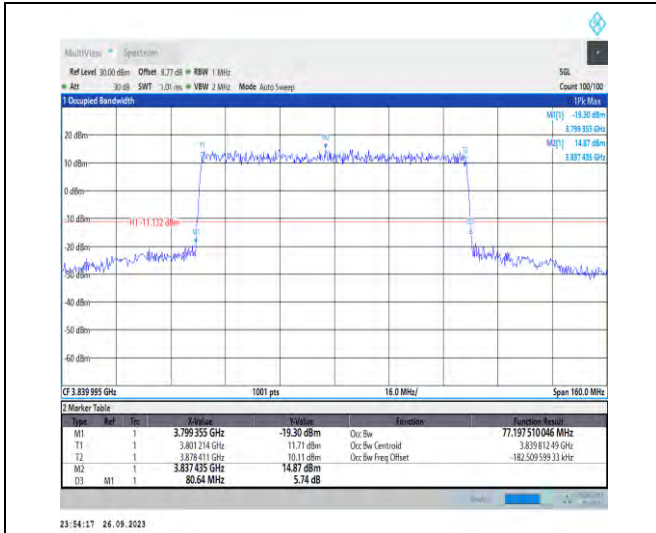 MultiView Spectrum
Ref Level 30.00 dBm Offset 8.77 dB RBW 1 MHz SGL
Att 30 dB SWT 1.01 ms VBW 2 MHz Mode Auto Sweep Count 100/100
1 Occupied Bandwidth 1Pk Max
M1[1] -19.30 dBm
3.799 355 GHz
M2[1] 14.87 dBm
3.837 435 GHz
20 dBm
10 dBm
0 dBm
-10 dBm
H1 -11.132 dBm
-20 dBm
-30 dBm
-40 dBm
-50 dBm
-60 dBm
M2
T1
M1
CF 3.839 995 GHz 1001 pts 16.0 MHz/ Span 160.0 MHz
2 Marker Table
Type Ref Trc X-Value Y-Value Function Function Result
M1 1 3.799 355 GHz -19.30 dBm Occ Bw 77.197 510 046 MHz
T1 1 3.801 214 GHz 11.71 dBm Occ Bw Centroid 3.839 812 49 GHz
T2 1 3.878 411 GHz 10.11 dBm Occ Bw Freq Offset -182.509 599 33 kHz
M2 1 3.837 435 GHz 14.87 dBm
D3 M1 1 80.64 MHz 5.74 dB
23:54:17 26.09.2023